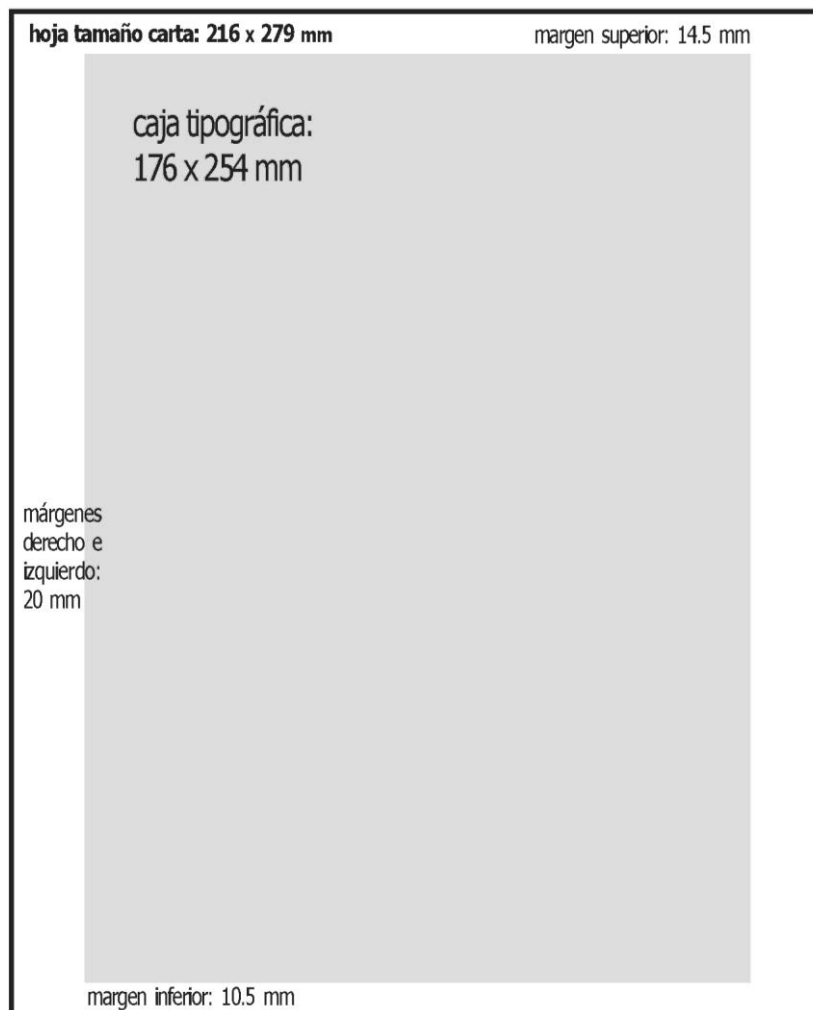 hoja tamaño carta: 216 x 279 mm
margen superior: 14.5 mm
caja tipográfica:
176 x 254 mm
márgenes
derecho e
izquierdo:
20 mm
margen inferior: 10.5 mm